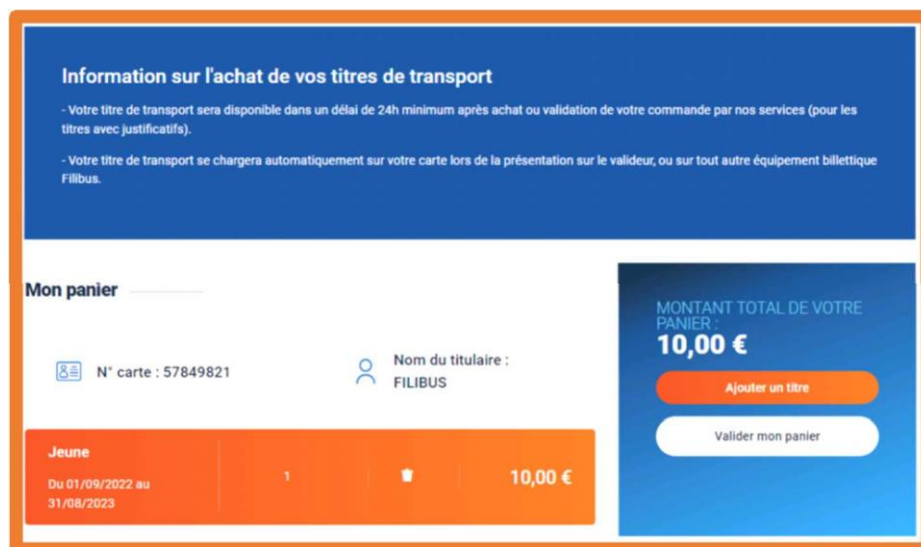 Information sur l'achat de vos titres de transport
- Votre titre de transport sera disponible dans un délai de 24h minimum après achat ou validation de votre commande par nos services (pour les
titres avec justificatifs).
- Votre titre de transport se chargera automatiquement sur votre carte lors de la présentation sur le valideur, ou sur tout autre équipement billettique
Filibus.
Mon panier
N° carte : 57849821
Nom du titulaire :
FILIBUS
Jeune
Du 01/09/2022 au
31/08/2023
1
10,00 €
MONTANT TOTAL DE VOTRE
PANIER :
10,00 €
Ajouter un titre
Valider mon panier